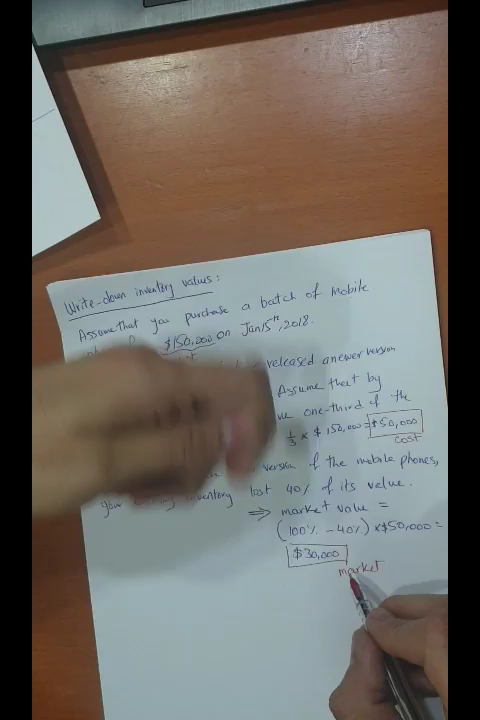 Write-down inventory values:
Assume that you purchase a batch of mobile
$150,000 on Jan 15th, 2018.
released a newer version
Assume that by
one-third of the
1/3 × $150,000 = $50,000
cost
version of the mobile phones,
your inventory lost 40% of its value.
⇒ market value =
(100% - 40%) × $50,000 =
$30,000
market